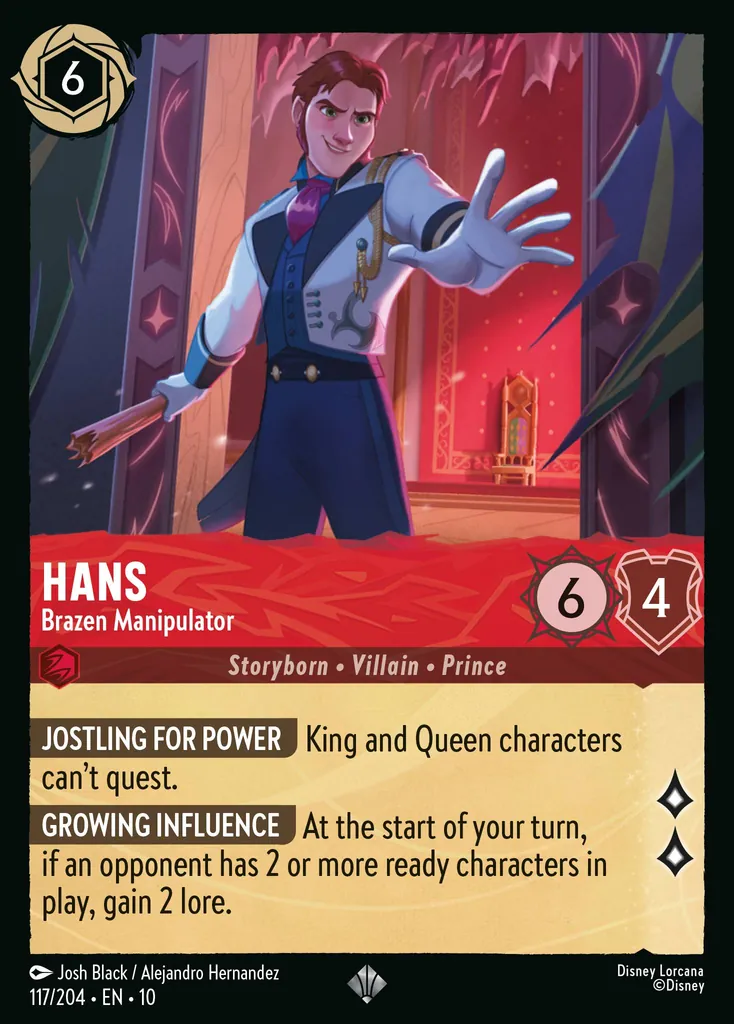 6
HANS
Brazen Manipulator
6
4
Storyborn • Villain • Prince
JOSTLING FOR POWER King and Queen characters
can't quest.
GROWING INFLUENCE At the start of your turn,
if an opponent has 2 or more ready characters in
play, gain 2 lore.
Josh Black / Alejandro Hernandez
117/204 • EN • 10
Disney Lorcana
©Disney